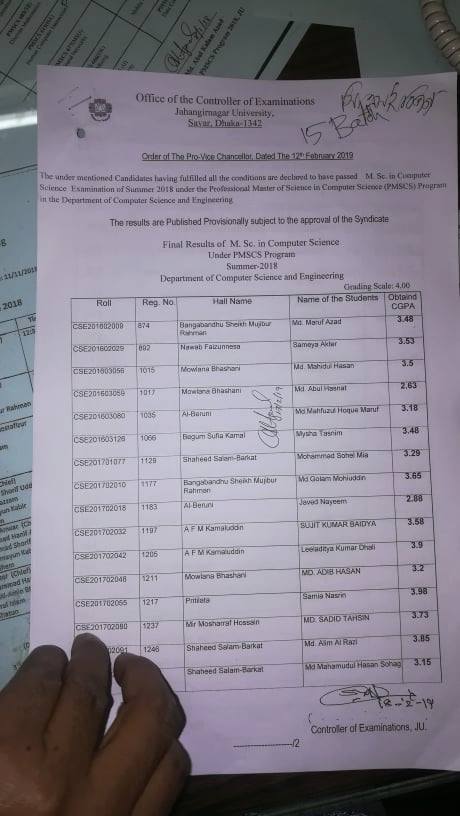 Office of the Controller of Examinations
Jahangirnagar University,
Savar, Dhaka-1342
15 Batch
Order of The Pro-Vice Chancellor, Dated The 12th February 2019
The under mentioned Candidates having fulfilled all the conditions are declared to have passed M. Sc. in Computer
Science Examination of Summer 2018 under the Professional Master of Science in Computer Science (PMSCS) Program
in the Department of Computer Science and Engineering
The results are Published Provisionally subject to the approval of the Syndicate
Final Results of M. Sc. in Computer Science
Under PMSCS Program
Summer-2018
Department of Computer Science and Engineering
Grading Scale: 4.00
Roll Reg. No. Hall Name Name of the Students Obtaind CGPA
CSE201602009 874 Bangabandhu Sheikh Mujibur Rahman Md. Maruf Azad 3.48
CSE201602029 892 Nawab Faizunnesa Sameya Akter 3.53
CSE201603056 1015 Mowlana Bhashani Md. Mahidul Hasan 3.5
CSE201603059 1017 Mowlana Bhashani Md. Abul Hasnat 2.63
CSE201603080 1035 Al-Beruni Md.Mahfuzul Hoque Maruf 3.18
CSE201603126 1066 Begum Sufia Kamal Mysha Tasnim 3.48
CSE201701077 1129 Shaheed Salam-Barkat Mohammed Sohel Mia 3.29
CSE201702010 1177 Bangabandhu Sheikh Mujibur Rahman Md.Golam Mohiuddin 3.65
CSE201702018 1183 Al-Beruni Javed Nayeem 2.88
CSE201702032 1197 A F M Kamaluddin SUJIT KUMAR BAIDYA 3.58
CSE201702042 1205 A F M Kamaluddin Leeladitya Kumar Dhali 3.9
CSE201702048 1211 Mowlana Bhashani MD. ADIB HASAN 3.2
CSE201702055 1217 Pritilata Samia Nasrin 3.98
CSE201702080 1237 Mir Mosharraf Hossain MD. SADID TAHSIN 3.73
02091 1246 Shaheed Salam-Barkat Md. Alim Al Razi 3.85
Shaheed Salam-Barkat Md Mahamudul Hasan Sohag 3.15
Controller of Examinations, JU.
/2